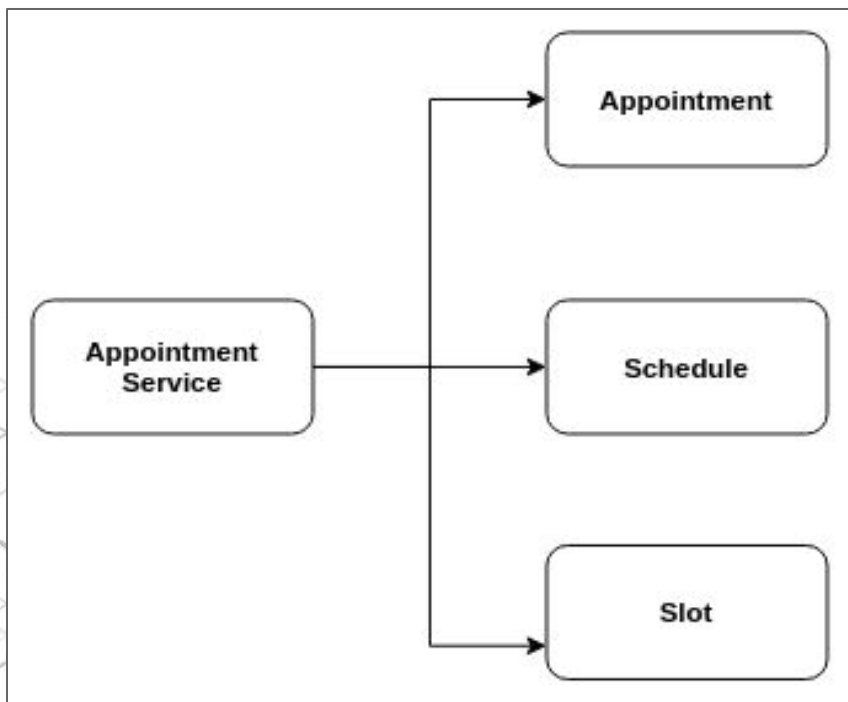 Appointment
Appointment
Service
Schedule
Slot